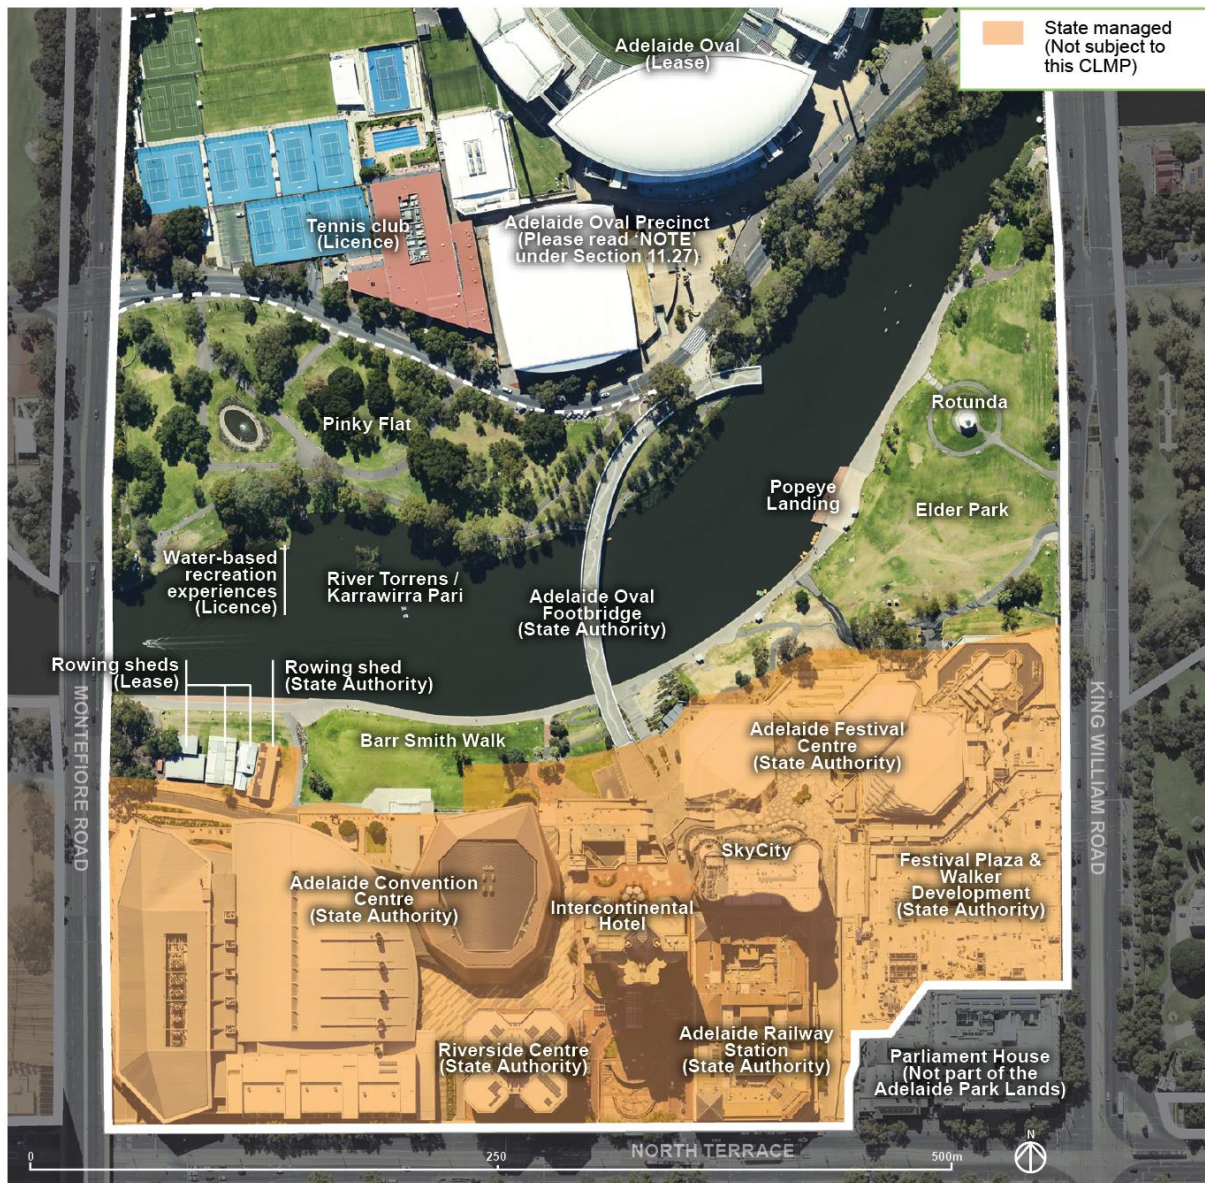 State managed
(Not subject to
this CLMP)
Adelaide Oval
(Lease)
Tennis club
(Licence)
Adelaide Oval Precinct
(Please read 'NOTE'
under Section 11.27)
Pinky Flat
Rotunda
Popeye
Landing
Elder Park
Water-based
recreation
experiences
(Licence)
River Torrens /
Karrawirra Pari
Adelaide Oval
Footbridge
(State Authority)
Rowing sheds
(Lease)
Rowing shed
(State Authority)
MONTEFIORE ROAD
KING WILLIAM ROAD
Barr Smith Walk
Adelaide Festival
Centre
(State Authority)
SkyCity
Festival Plaza &
Walker
Development
(State Authority)
Adelaide Convention
Centre
(State Authority)
Intercontinental
Hotel
Riverside Centre
(State Authority)
Adelaide Railway
Station
(State Authority)
Parliament House
(Not part of the
Adelaide Park Lands)
NORTH TERRACE
N
0
250
500m